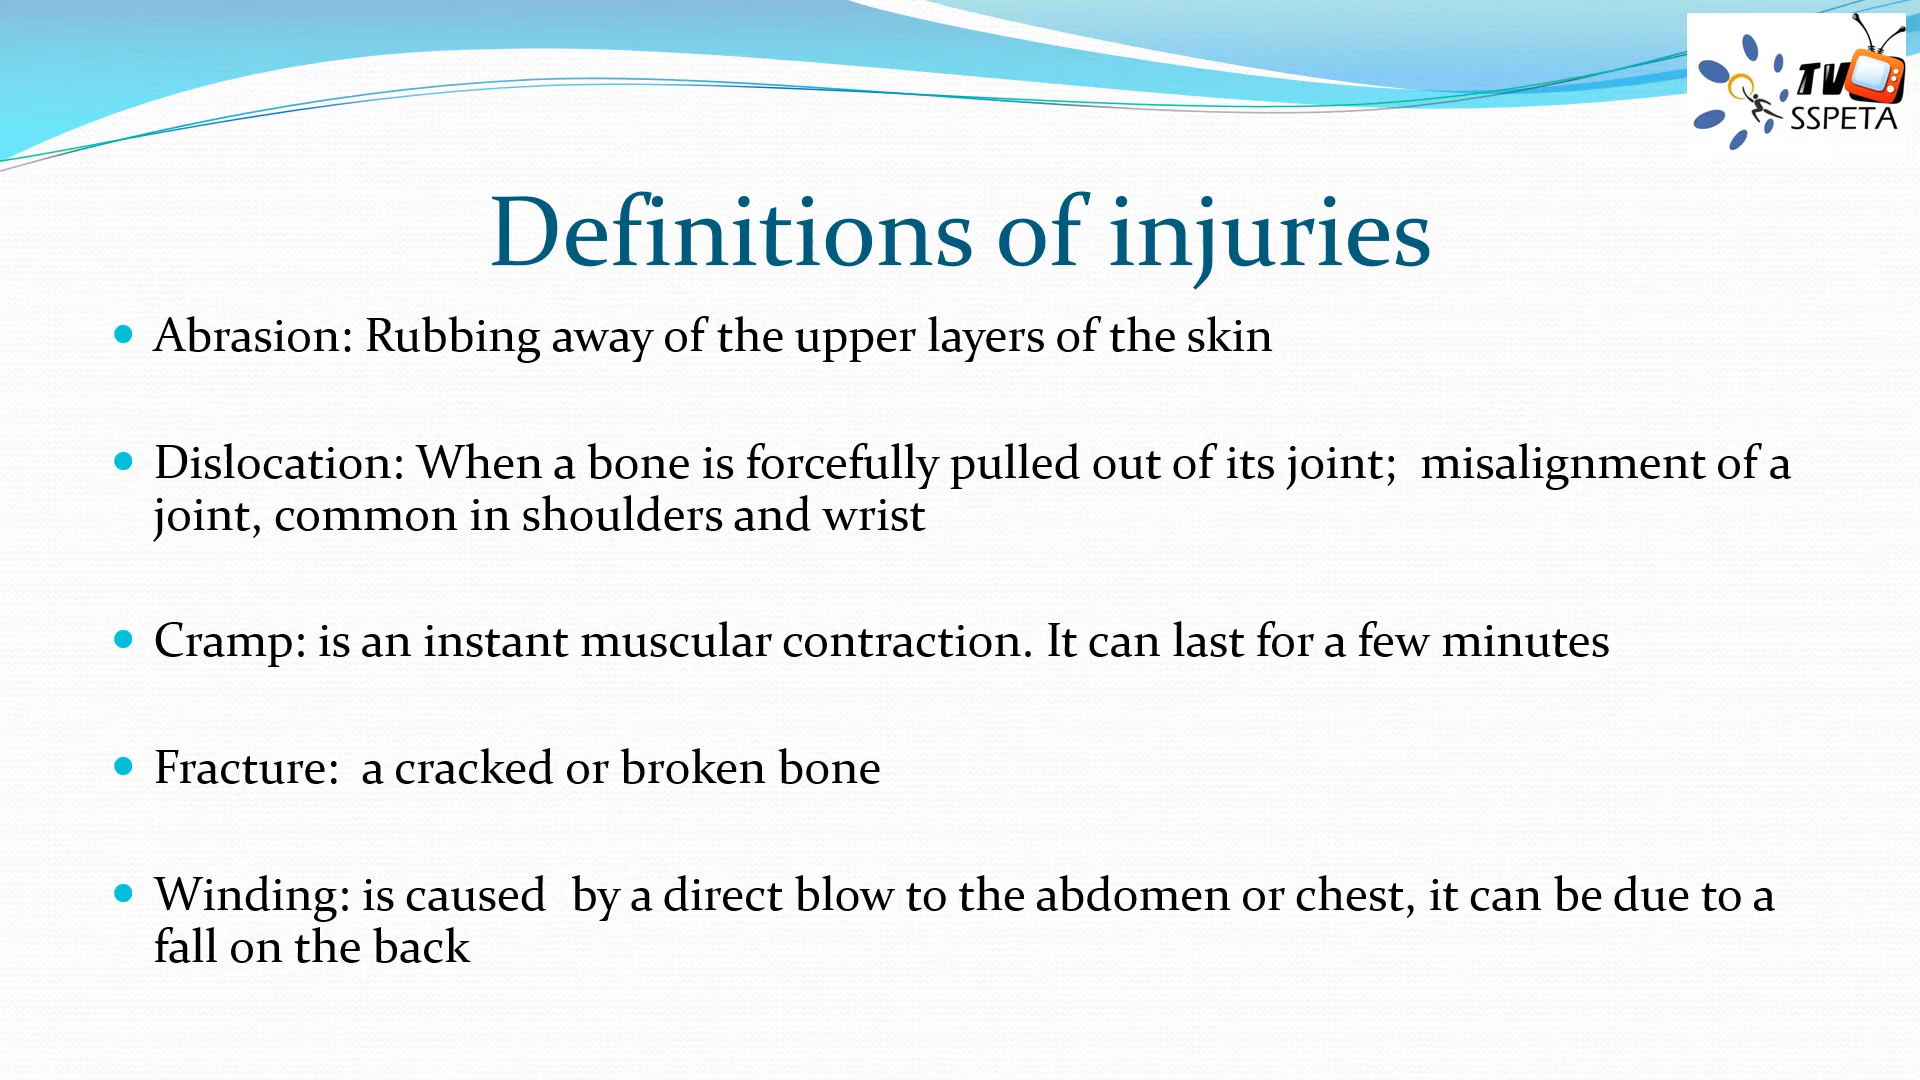 TV
SSPETA
Definitions of injuries
• Abrasion: Rubbing away of the upper layers of the skin
• Dislocation: When a bone is forcefully pulled out of its joint;  misalignment of a
joint, common in shoulders and wrist
• Cramp: is an instant muscular contraction. It can last for a few minutes
• Fracture:  a cracked or broken bone
• Winding: is caused  by a direct blow to the abdomen or chest, it can be due to a
fall on the back